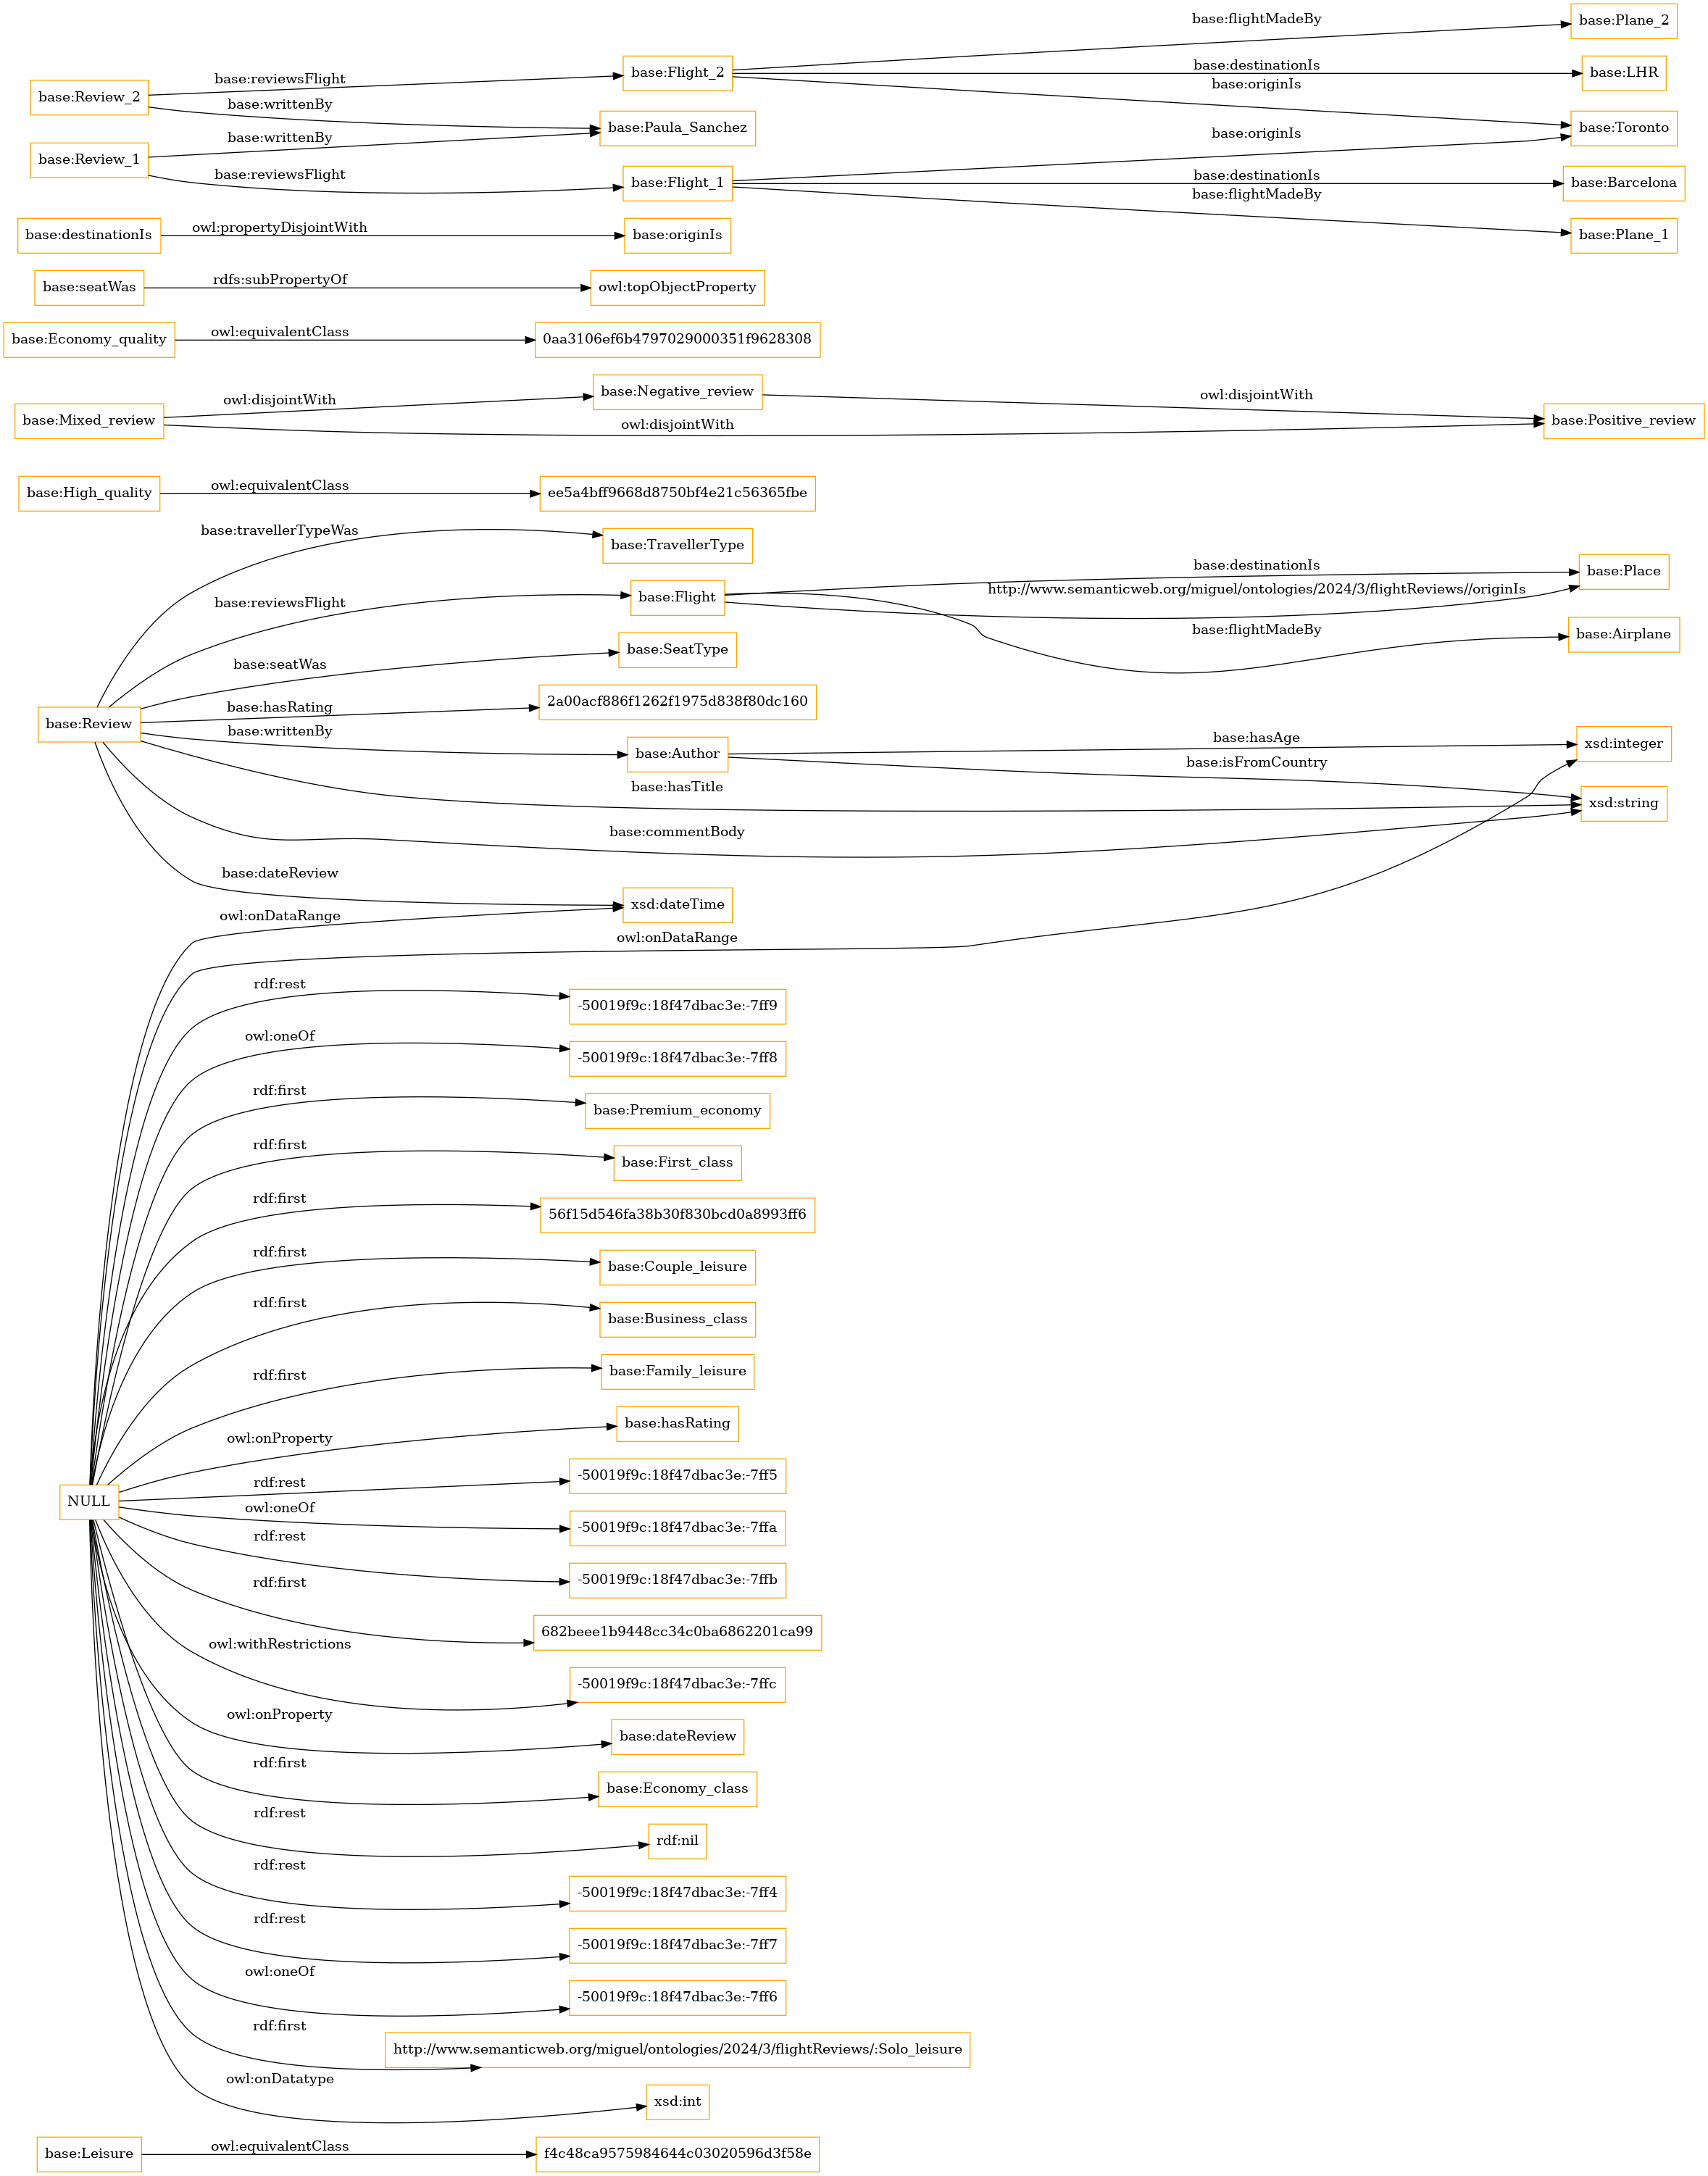 base:flightMadeBy
base:Plane_2
base:Review_2
base:reviewsFlight
base:Flight_2
base:destinationIs
base:LHR
base:originIs
base:writtenBy
base:Paula_Sanchez
base:Toronto
base:writtenBy
base:originIs
base:Review_1
base:reviewsFlight
base:Flight_1
base:destinationIs
base:Barcelona
base:flightMadeBy
base:Plane_1
base:destinationIs
owl:propertyDisjointWith
base:originIs
base:seatWas
rdfs:subPropertyOf
owl:topObjectProperty
base:Economy_quality
owl:equivalentClass
0aa3106ef6b4797029000351f9628308
base:Mixed_review
owl:disjointWith
base:Negative_review
owl:disjointWith
owl:disjointWith
base:Positive_review
base:High_quality
owl:equivalentClass
ee5a4bff9668d8750bf4e21c56365fbe
base:travellerTypeWas
base:TravellerType
base:reviewsFlight
base:Flight
base:destinationIs
base:Place
http://www.semanticweb.org/miguel/ontologies/2024/3/flightReviews//originIs
base:flightMadeBy
base:Airplane
base:seatWas
base:SeatType
base:Review
base:hasRating
2a00acf886f1262f1975d838f80dc160
base:writtenBy
base:Author
base:hasAge
xsd:integer
base:isFromCountry
base:hasTitle
xsd:string
base:commentBody
base:dateReview
xsd:dateTime
owl:onDataRange
owl:onDataRange
rdf:rest
-50019f9c:18f47dbac3e:-7ff9
owl:oneOf
-50019f9c:18f47dbac3e:-7ff8
rdf:first
base:Premium_economy
rdf:first
base:First_class
rdf:first
56f15d546fa38b30f830bcd0a8993ff6
rdf:first
base:Couple_leisure
rdf:first
base:Business_class
rdf:first
base:Family_leisure
owl:onProperty
base:hasRating
NULL
rdf:rest
-50019f9c:18f47dbac3e:-7ff5
owl:oneOf
-50019f9c:18f47dbac3e:-7ffa
rdf:rest
-50019f9c:18f47dbac3e:-7ffb
rdf:first
682beee1b9448cc34c0ba6862201ca99
owl:withRestrictions
-50019f9c:18f47dbac3e:-7ffc
owl:onProperty
base:dateReview
rdf:first
base:Economy_class
rdf:rest
rdf:nil
rdf:rest
-50019f9c:18f47dbac3e:-7ff4
rdf:rest
-50019f9c:18f47dbac3e:-7ff7
owl:oneOf
-50019f9c:18f47dbac3e:-7ff6
rdf:first
http://www.semanticweb.org/miguel/ontologies/2024/3/flightReviews/:Solo_leisure
owl:onDatatype
xsd:int
base:Leisure
owl:equivalentClass
f4c48ca9575984644c03020596d3f58e